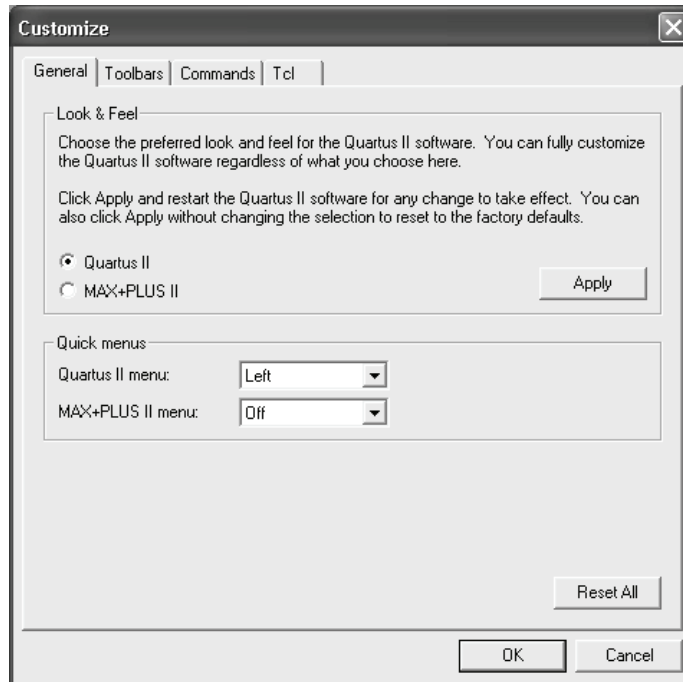 Customize
General
Toolbars
Commands
Tcl
Look & Feel
Choose the preferred look and feel for the Quartus II software.  You can fully customize
the Quartus II software regardless of what you choose here.
Click Apply and restart the Quartus II software for any change to take effect.  You can
also click Apply without changing the selection to reset to the factory defaults.
Quartus II
MAX+PLUS II
Apply
Quick menus
Quartus II menu:
Left
MAX+PLUS II menu:
Off
Reset All
OK
Cancel